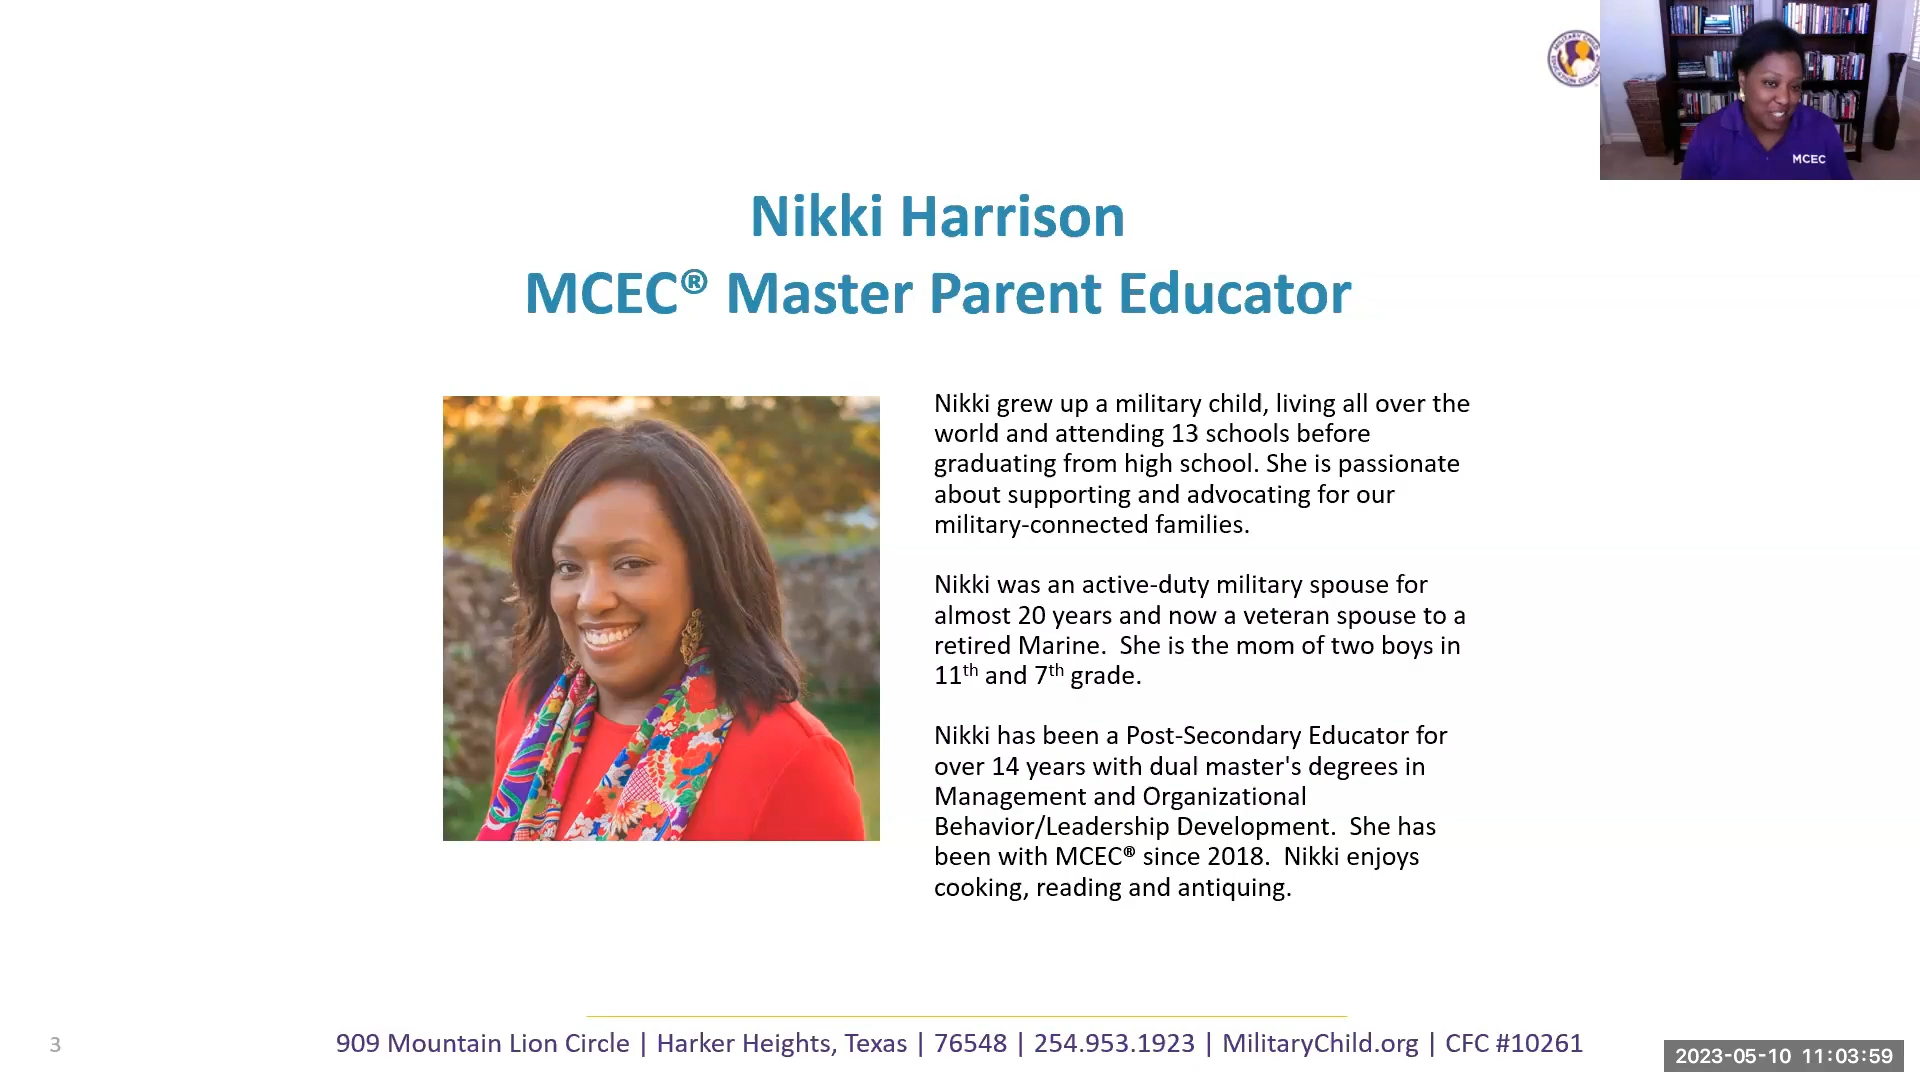 MILITARY CHILD
EDUCATION COALITION
MCEC
Nikki Harrison
MCEC® Master Parent Educator
Nikki grew up a military child, living all over the
world and attending 13 schools before
graduating from high school. She is passionate
about supporting and advocating for our
military-connected families.
Nikki was an active-duty military spouse for
almost 20 years and now a veteran spouse to a
retired Marine.  She is the mom of two boys in
11th and 7th grade.
Nikki has been a Post-Secondary Educator for
over 14 years with dual master's degrees in
Management and Organizational
Behavior/Leadership Development.  She has
been with MCEC® since 2018.  Nikki enjoys
cooking, reading and antiquing.
3
909 Mountain Lion Circle | Harker Heights, Texas | 76548 | 254.953.1923 | MilitaryChild.org | CFC #10261
2023-05-10 11:03:59